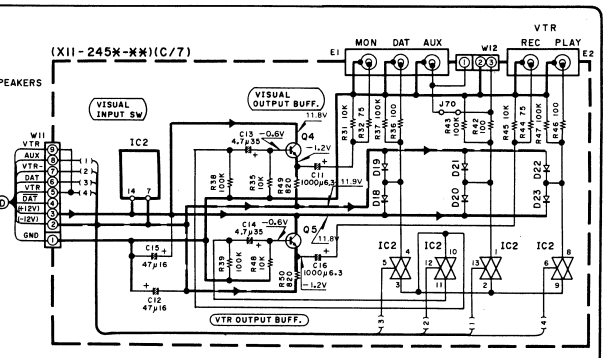 (X11-245*-**)(C/7)
E1
MON DAT AUX
W12
VTR
REC PLAY
E2
PEAKERS
VISUAL
INPUT SW
VISUAL
OUTPUT BUFF.
11.8V
J70
1 2 3
W11
VTR 9
AUX 8
VTR- 7
DAT 6
VTR 5
DAT 4
(+12V) 3
(-12V) 2
GND 1
(1)
(2)
(3)
(4)
IC2
14 7
C13
4.7μ35
-0.6V
Q4
-1.2V
R38
100K
R35
10K
R49
820
C11
1000μ6.3
11.9V
R31 10K
R32 75
R37 100K
R36 100
R43
100K
R42
100
R45 10K
R44 75
R47 100K
R46 100
D19
D18
D21
D20
D22
D23
C14
4.7μ35
-0.6V
Q5
11.8V
R39
100K
R48
10K
R50
820
C16
1000μ6.3
-1.2V
C15
47μ16
C12
47μ16
IC2
5 4
3
IC2
10
12
11
IC2
13 1
2
IC2
8
6
9
3
2
1
4
VTR OUTPUT BUFF.